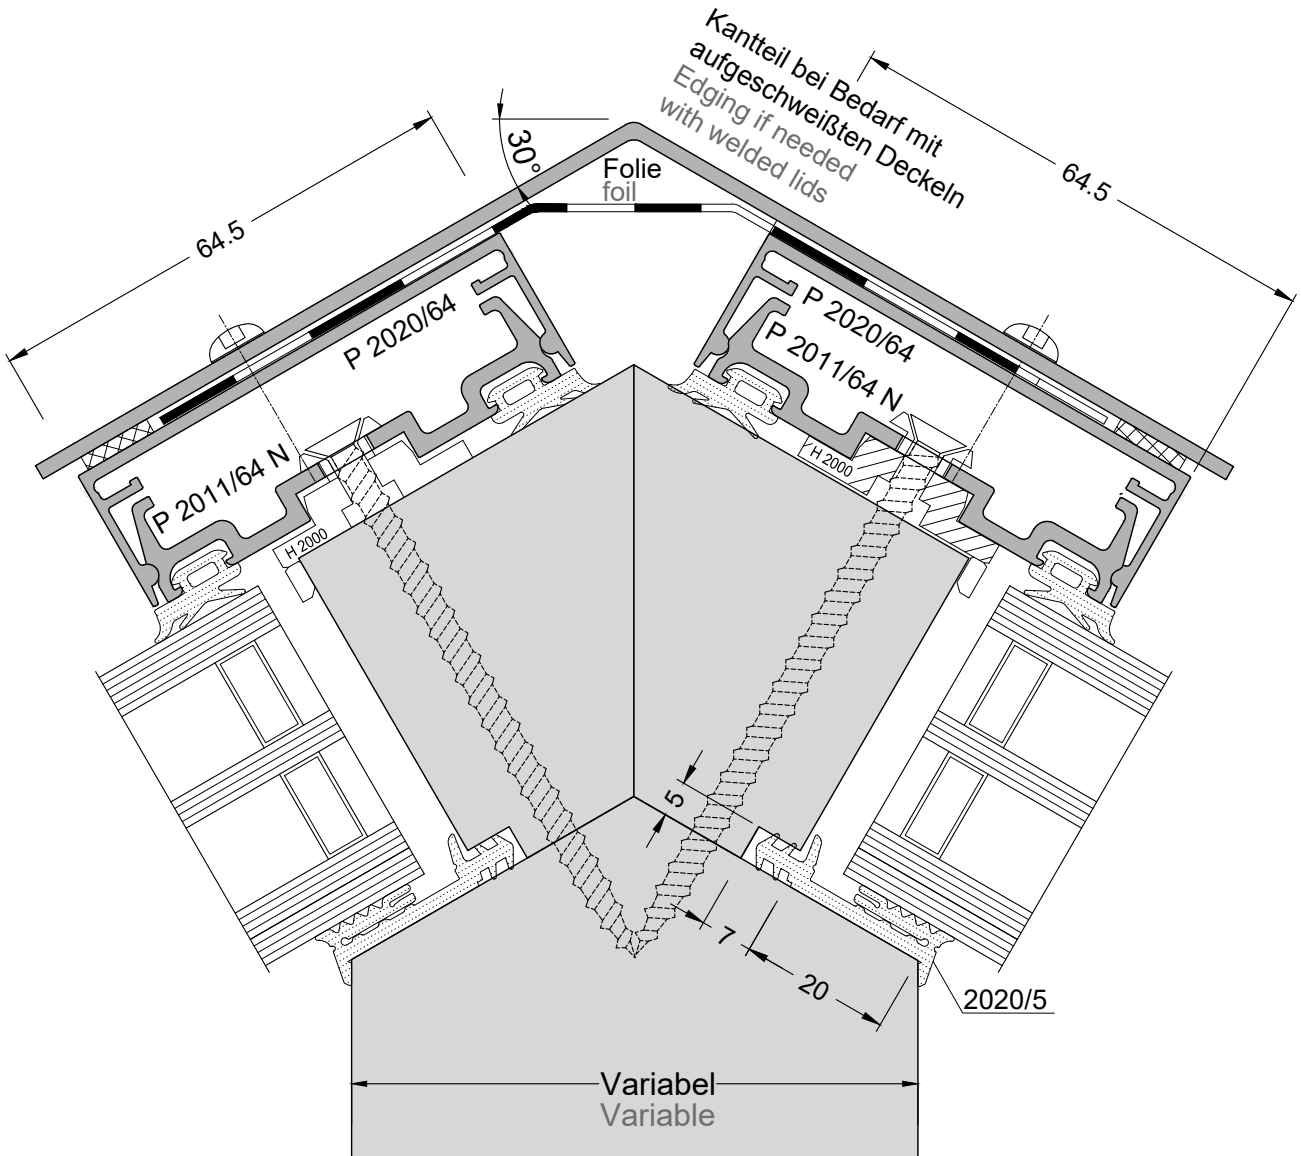 Kantteil bei Bedarf mit
aufgeschweißten Deckeln
Edging if needed
with welded lids
64.5
64.5
30°
Folie
foil
P 2020/64
P 2011/64 N
H 2000
P 2020/64
P 2011/64 N
H 2000
5
7
20
2020/5
Variabel
Variable